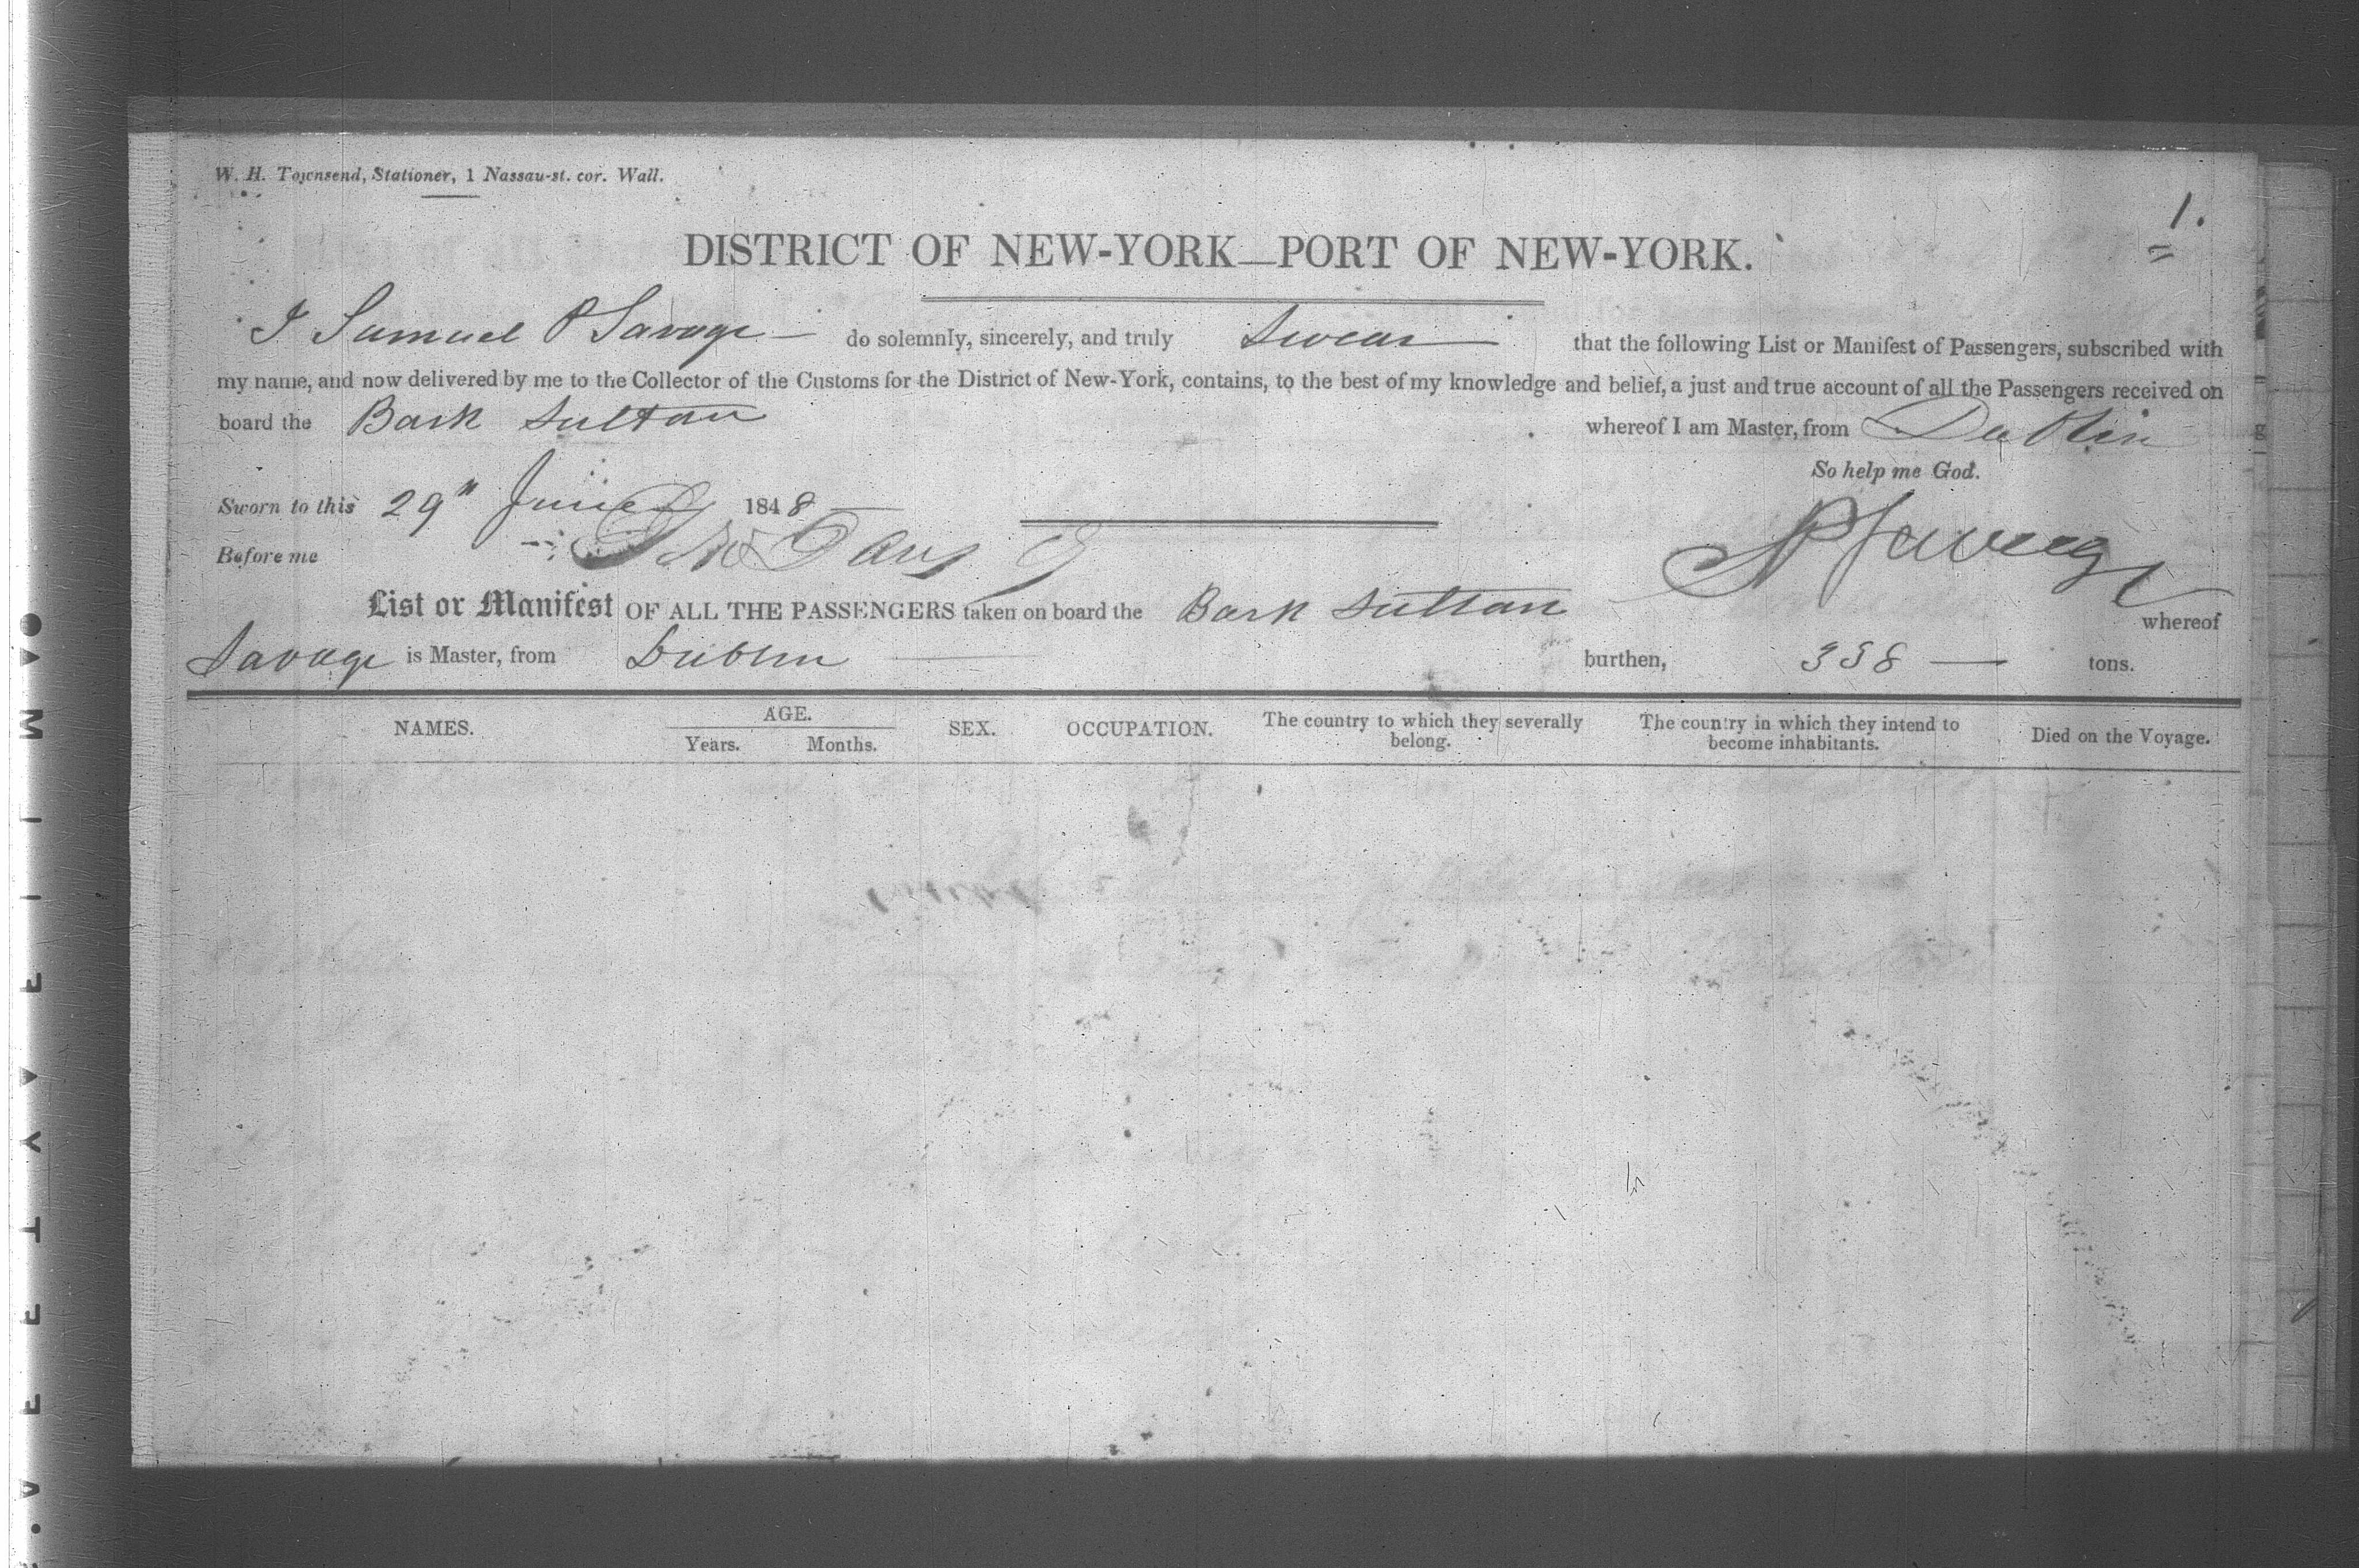 W. H. Townsend, Stationer, 1 Nassau-st. cor. Wall.
1.
DISTRICT OF NEW-YORK—PORT OF NEW-YORK.
I Samuel P Savage do solemnly, sincerely, and truly Swear that the following List or Manifest of Passengers, subscribed with
my name, and now delivered by me to the Collector of the Customs for the District of New-York, contains, to the best of my knowledge and belief, a just and true account of all the Passengers received on
board the Bark Sultan whereof I am Master, from Dublin
So help me God.
Sworn to this 29" June 1848
Before me
S P Savage
List or Manifest OF ALL THE PASSENGERS taken on board the Bark Sultan whereof
Savage is Master, from Dublin burthen, 338 tons.
NAMES. AGE. SEX. OCCUPATION. The country to which they severally belong. The country in which they intend to become inhabitants. Died on the Voyage.
Years. Months.